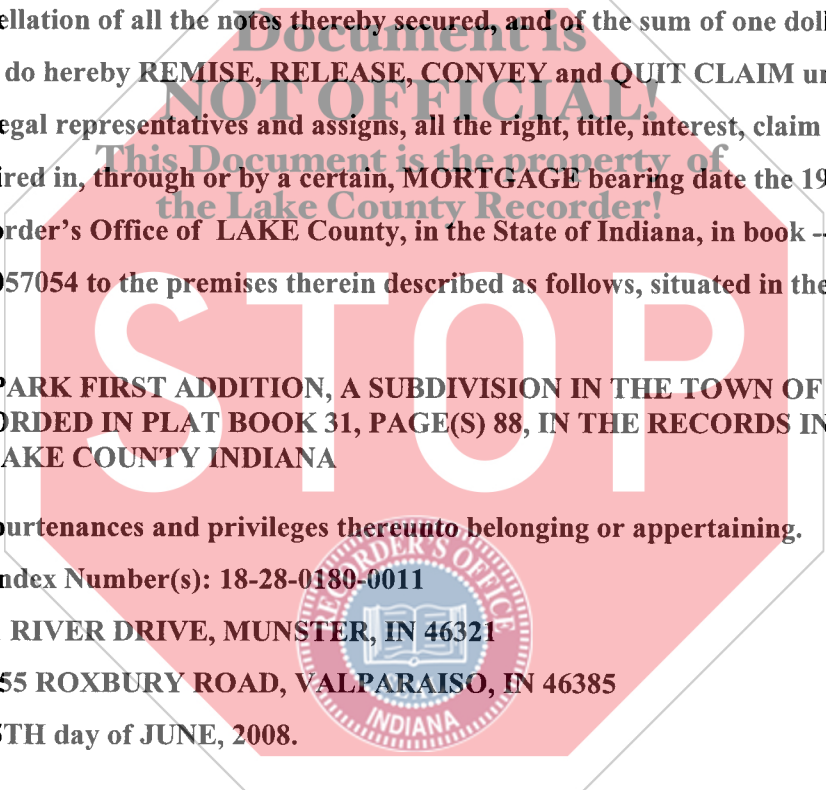 ellation of all the notes thereby secured, and of the sum of one doll
Document is
do hereby REMISE, RELEASE, CONVEY and QUIT CLAIM un
NOT OFFICIAL!
egal representatives and assigns, all the right, title, interest, claim
This Document is the property of
ired in, through or by a certain, MORTGAGE bearing date the 19
the Lake County Recorder!
order's Office of LAKE County, in the State of Indiana, in book --
057054 to the premises therein described as follows, situated in the
STOP
PARK FIRST ADDITION, A SUBDIVISION IN THE TOWN OF
ORDED IN PLAT BOOK 31, PAGE(S) 88, IN THE RECORDS IN
AKE COUNTY INDIANA
purtenances and privileges thereunto belonging or appertaining.
ndex Number(s): 18-28-0180-0011
RIVER DRIVE, MUNSTER, IN 46321
55 ROXBURY ROAD, VALPARAISO, IN 46385
TH day of JUNE, 2008.
RECORDER'S OFFICE
INDIANA